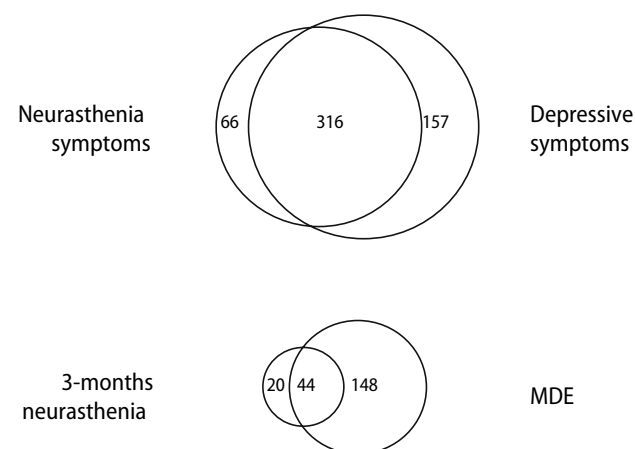 Neurasthenia
symptoms
66
316
157
Depressive
symptoms
3-months
neurasthenia
20
44
148
MDE